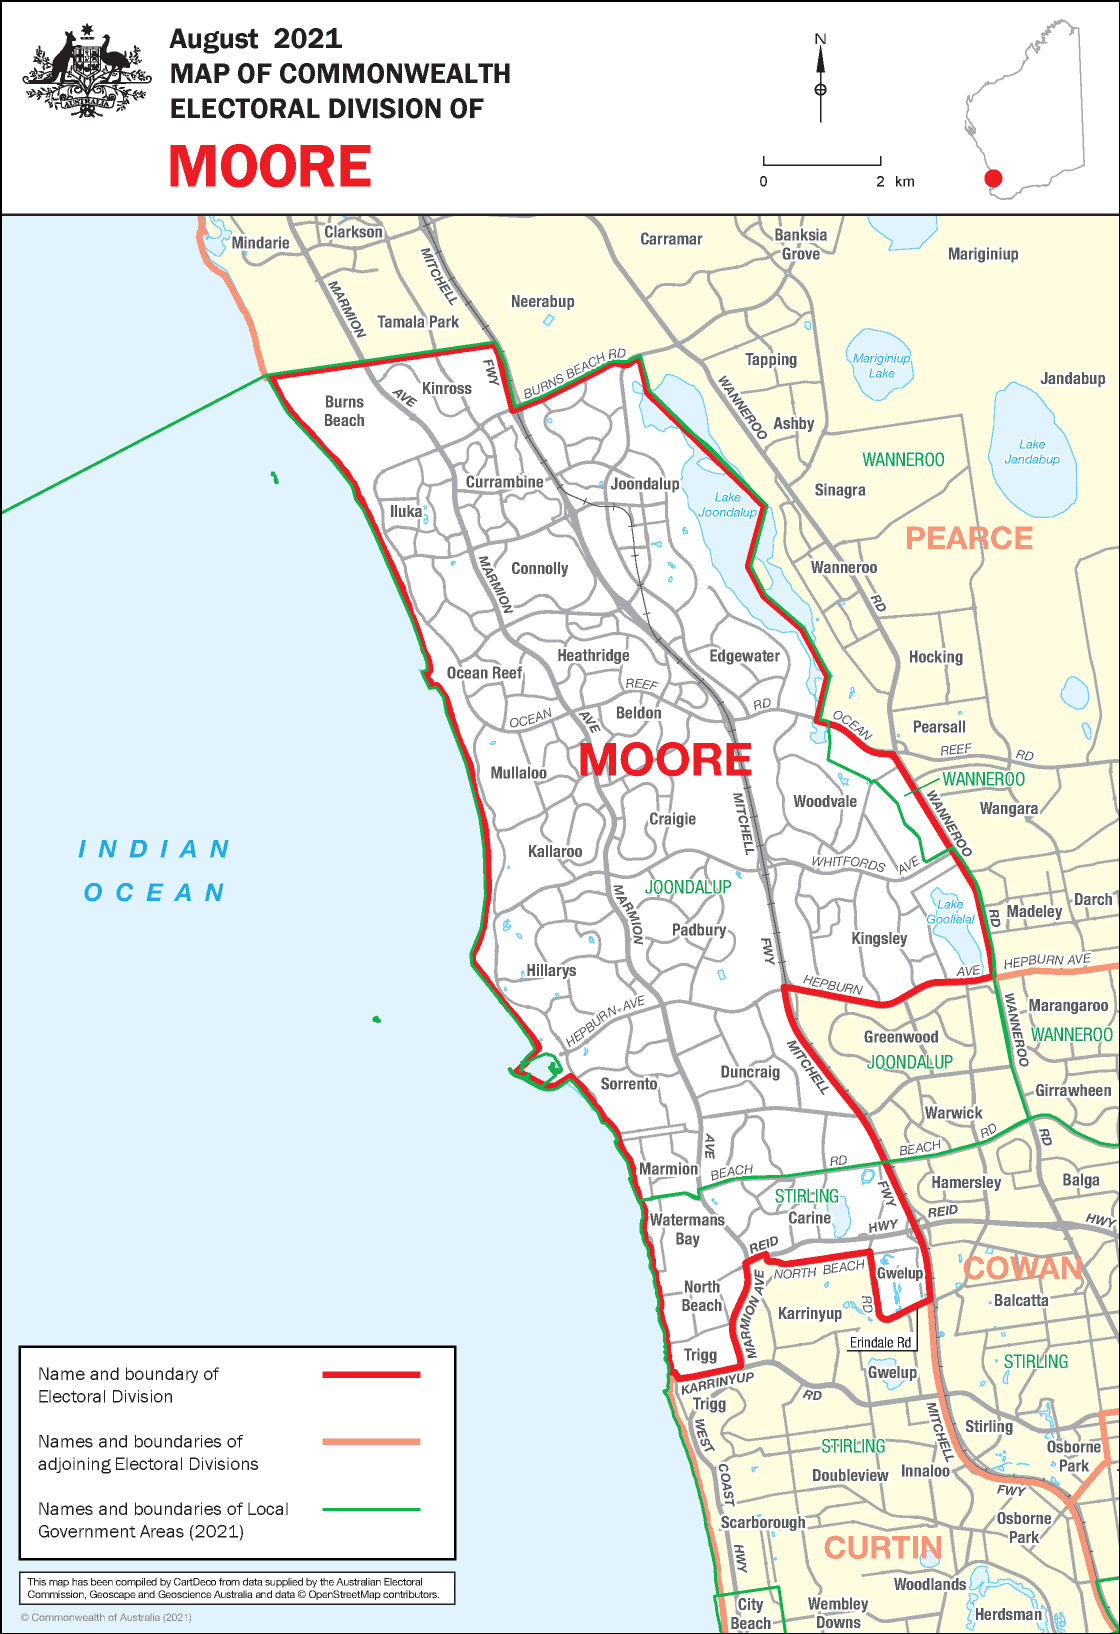 August 2021
MAP OF COMMONWEALTH
ELECTORAL DIVISION OF
MOORE
AUSTRALIA
N
0 2 km
Mindarie
Clarkson
Carramar
Banksia
Grove
Mariginiup
MITCHELL
MARMION
Neerabup
Tamala Park
BURNS BEACH RD
FWY
Tapping
Mariginiup
Lake
Jandabup
Kinross
AVE
Burns
Beach
WANNEROO
Ashby
WANNEROO
Lake
Jandabup
Currambine
Joondalup
Sinagra
Lake
Joondalup
Iluka
PEARCE
Connolly
MARMION
Wanneroo
RD
Heathridge
Edgewater
Hocking
Ocean Reef
REEF
RD
OCEAN
AVE
Beldon
OCEAN
Pearsall
REEF
RD
MOORE
Mullaloo
WANNEROO
Woodvale
WANNEROO
Wangara
MITCHELL
Craigie
Kallaroo
WHITFORDS AVE
JOONDALUP
MARMION
Lake
Goollelal
RD
Madeley
Darch
Padbury
Kingsley
FWY
Hillarys
HEPBURN
AVE
HEPBURN AVE
HEPBURN AVE
WANNEROO
Marangaroo
Greenwood
WANNEROO
JOONDALUP
MITCHELL
Duncraig
Sorrento
Girrawheen
Warwick
RD
BEACH
RD
AVE
Marmion
BEACH
RD
FWY
Hamersley
Balga
STIRLING
Carine
Watermans
Bay
REID
HWY
REID
HWY
NORTH BEACH
RD
Gwelup
COWAN
North
Beach
MARMION AVE
Karrinyup
Balcatta
Erindale Rd
Trigg
STIRLING
KARRINYUP
RD
Gwelup
Trigg
WEST
COAST
HWY
MITCHELL
FWY
Stirling
STIRLING
Osborne
Park
Doubleview
Innaloo
Scarborough
Osborne
Park
CURTIN
Woodlands
City
Beach
Wembley
Downs
Herdsman
INDIAN
OCEAN
Name and boundary of
Electoral Division
Names and boundaries of
adjoining Electoral Divisions
Names and boundaries of Local
Government Areas (2021)
This map has been compiled by CartDeco from data supplied by the Australian Electoral
Commission, Geoscape and Geoscience Australia and data © OpenStreetMap contributors.
© Commonwealth of Australia (2021)